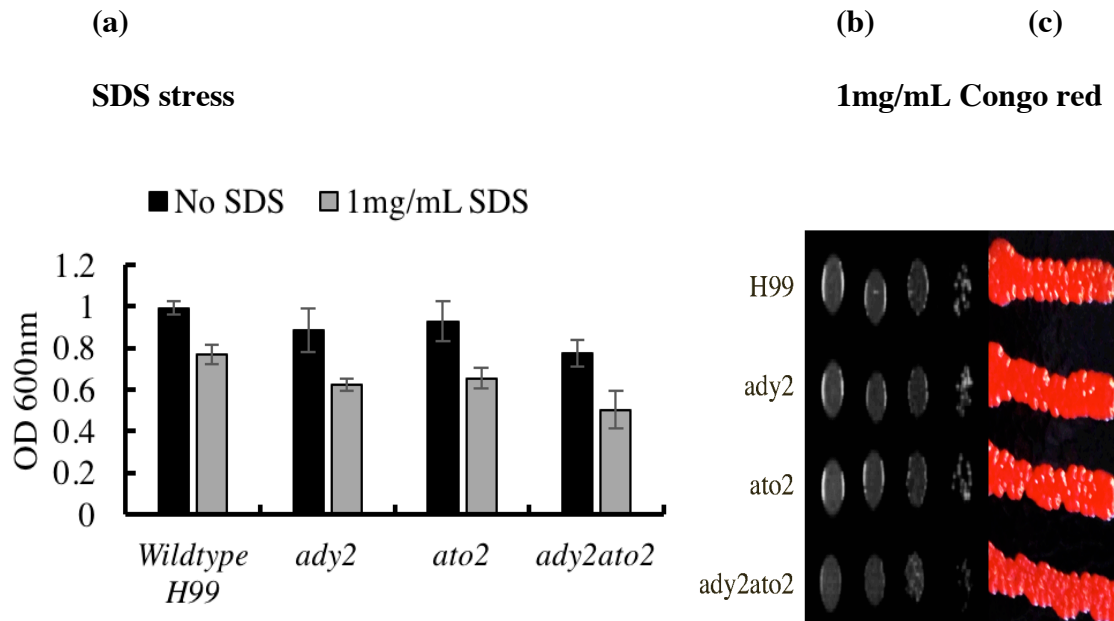 (a) (b) (c)
SDS stress
1mg/mL Congo red
No SDS 1mg/mL SDS
OD 600nm
1.2
1
0.8
0.6
0.4
0.2
0
Wildtype H99
ady2
ato2
ady2ato2
H99
ady2
ato2
ady2ato2